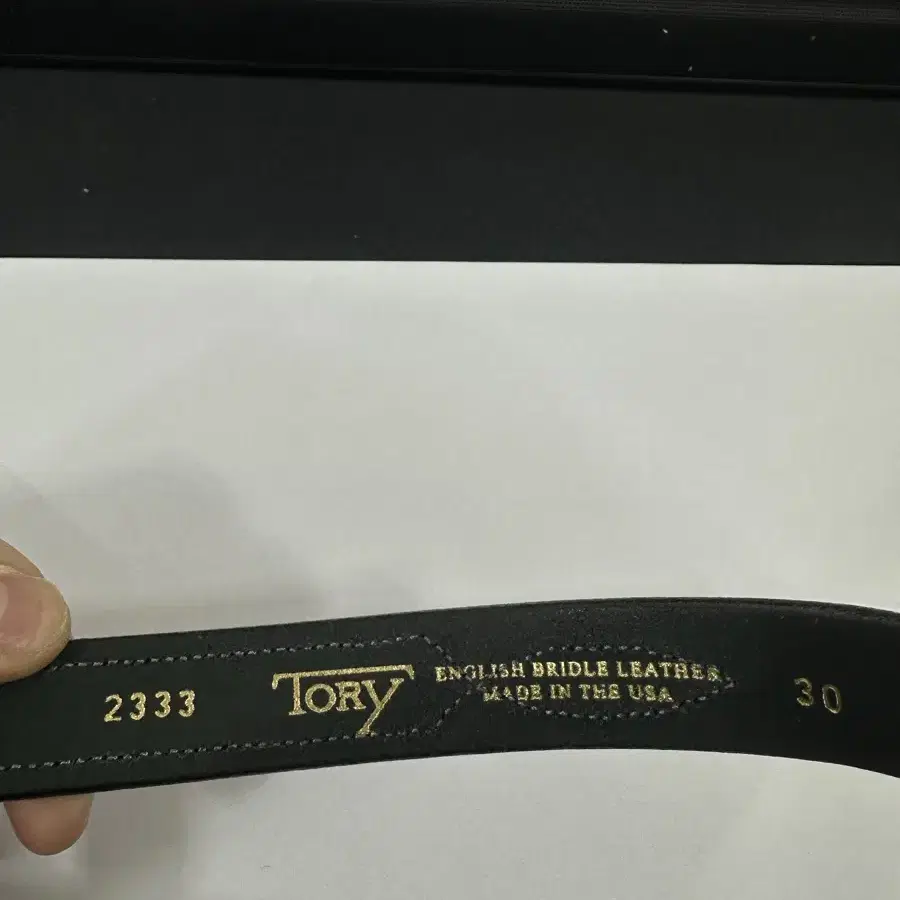 2333
TORY
ENGLISH BRIDLE LEATHER
MADE IN THE USA
30